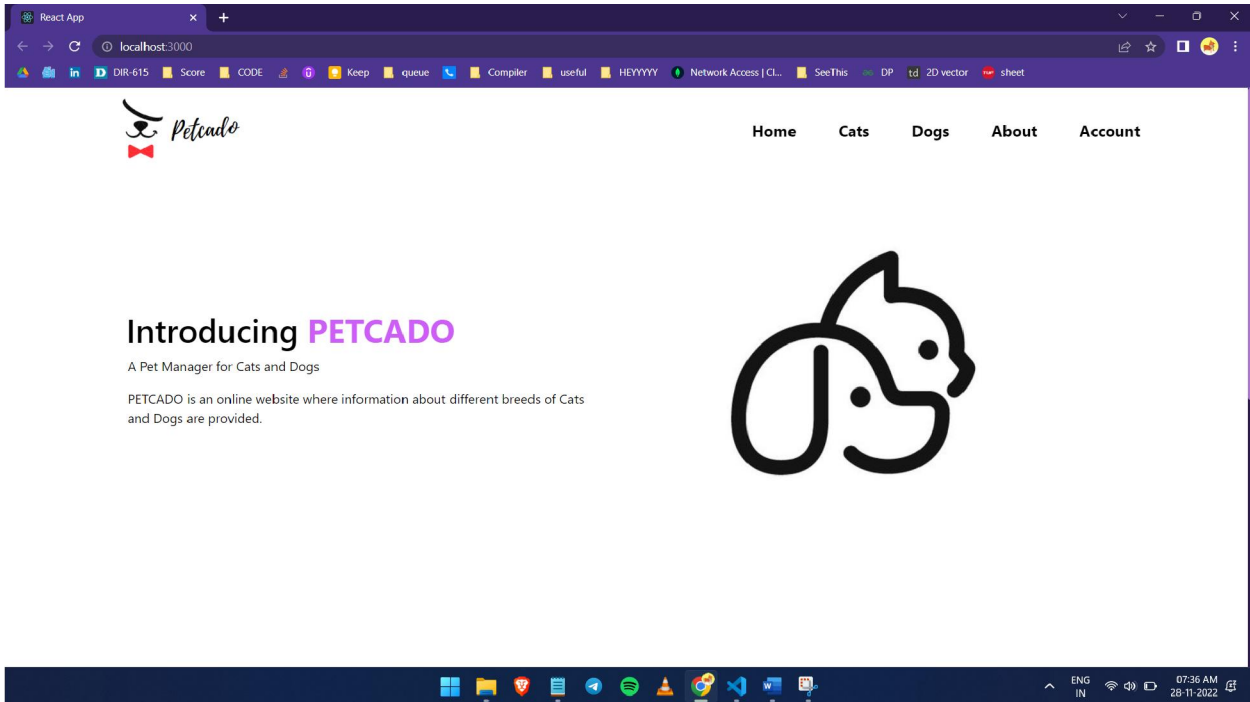 React App
localhost:3000
DIR-615 Score CODE Keep queue Compiler useful HEYYYYY Network Access | Cl... SeeThis DP td 2D vector sheet
Petcado
Home Cats Dogs About Account
Introducing PETCADO
A Pet Manager for Cats and Dogs
PETCADO is an online website where information about different breeds of Cats
and Dogs are provided.
ENG
IN
07:36 AM
28-11-2022